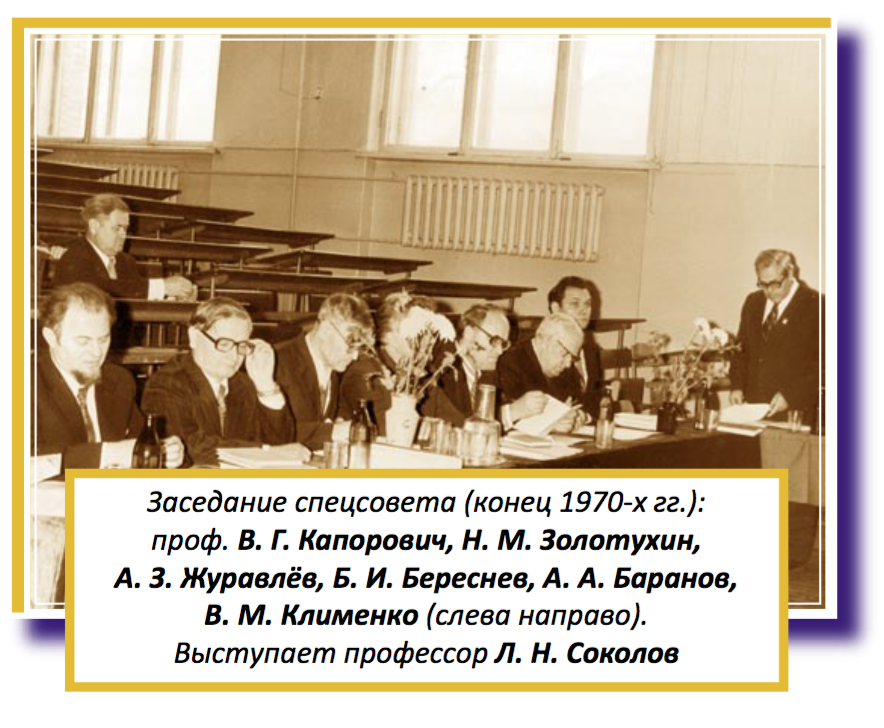 Заседание спецсовета (конец 1970-х гг.):
проф. В. Г. Капорович, Н. М. Золотухин,
А. З. Журавлёв, Б. И. Береснев, А. А. Баранов,
В. М. Клименко (слева направо).
Выступает профессор Л. Н. Соколов